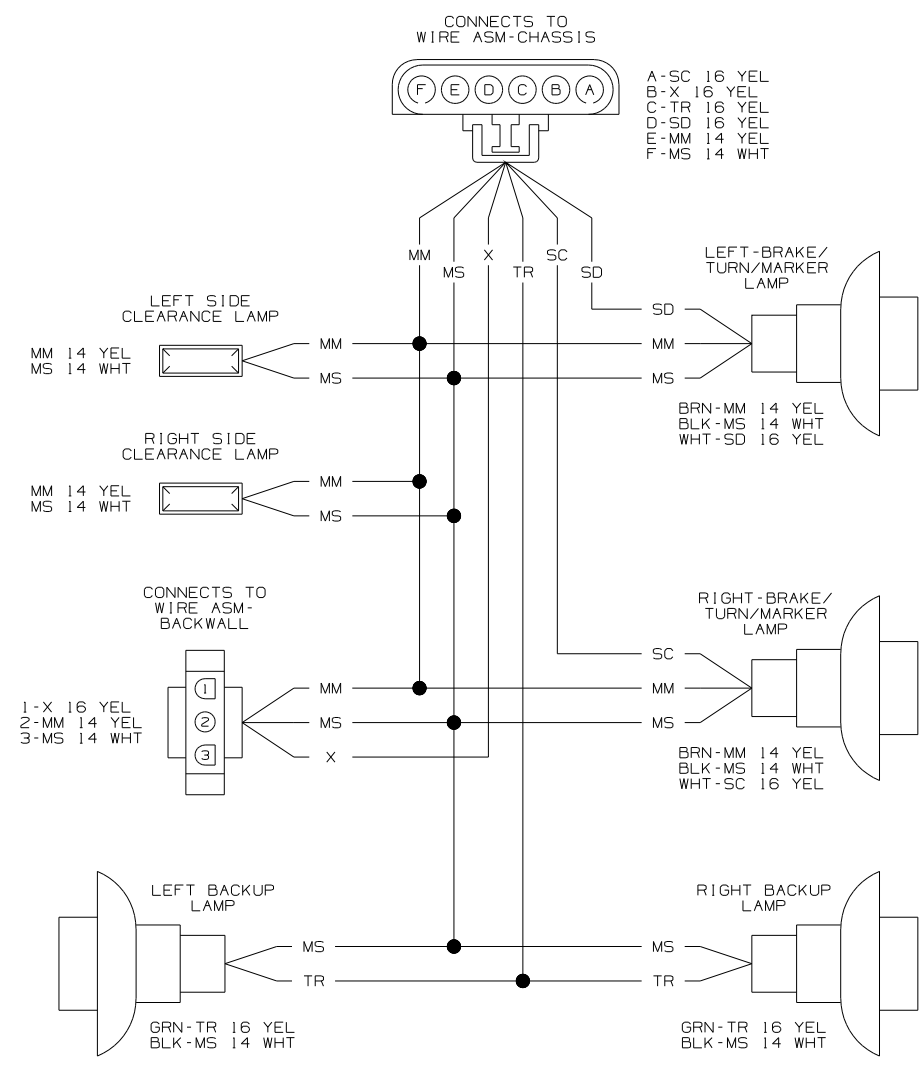 CONNECTS TO
WIRE ASM-CHASSIS
F E D C B A
A-SC 16 YEL
B-X 16 YEL
C-TR 16 YEL
D-SD 16 YEL
E-MM 14 YEL
F-MS 14 WHT
MM X SC
MS TR SD
LEFT-BRAKE/
TURN/MARKER
LAMP
SD
MM
MS
BRN-MM 14 YEL
BLK-MS 14 WHT
WHT-SD 16 YEL
LEFT SIDE
CLEARANCE LAMP
MM 14 YEL
MS 14 WHT
MM
MS
RIGHT SIDE
CLEARANCE LAMP
MM 14 YEL
MS 14 WHT
MM
MS
CONNECTS TO
WIRE ASM-
BACKWALL
1-X 16 YEL
2-MM 14 YEL
3-MS 14 WHT
1
2
3
MM
MS
X
RIGHT-BRAKE/
TURN/MARKER
LAMP
SC
MM
MS
BRN-MM 14 YEL
BLK-MS 14 WHT
WHT-SC 16 YEL
LEFT BACKUP
LAMP
MS
TR
GRN-TR 16 YEL
BLK-MS 14 WHT
RIGHT BACKUP
LAMP
MS
TR
GRN-TR 16 YEL
BLK-MS 14 WHT